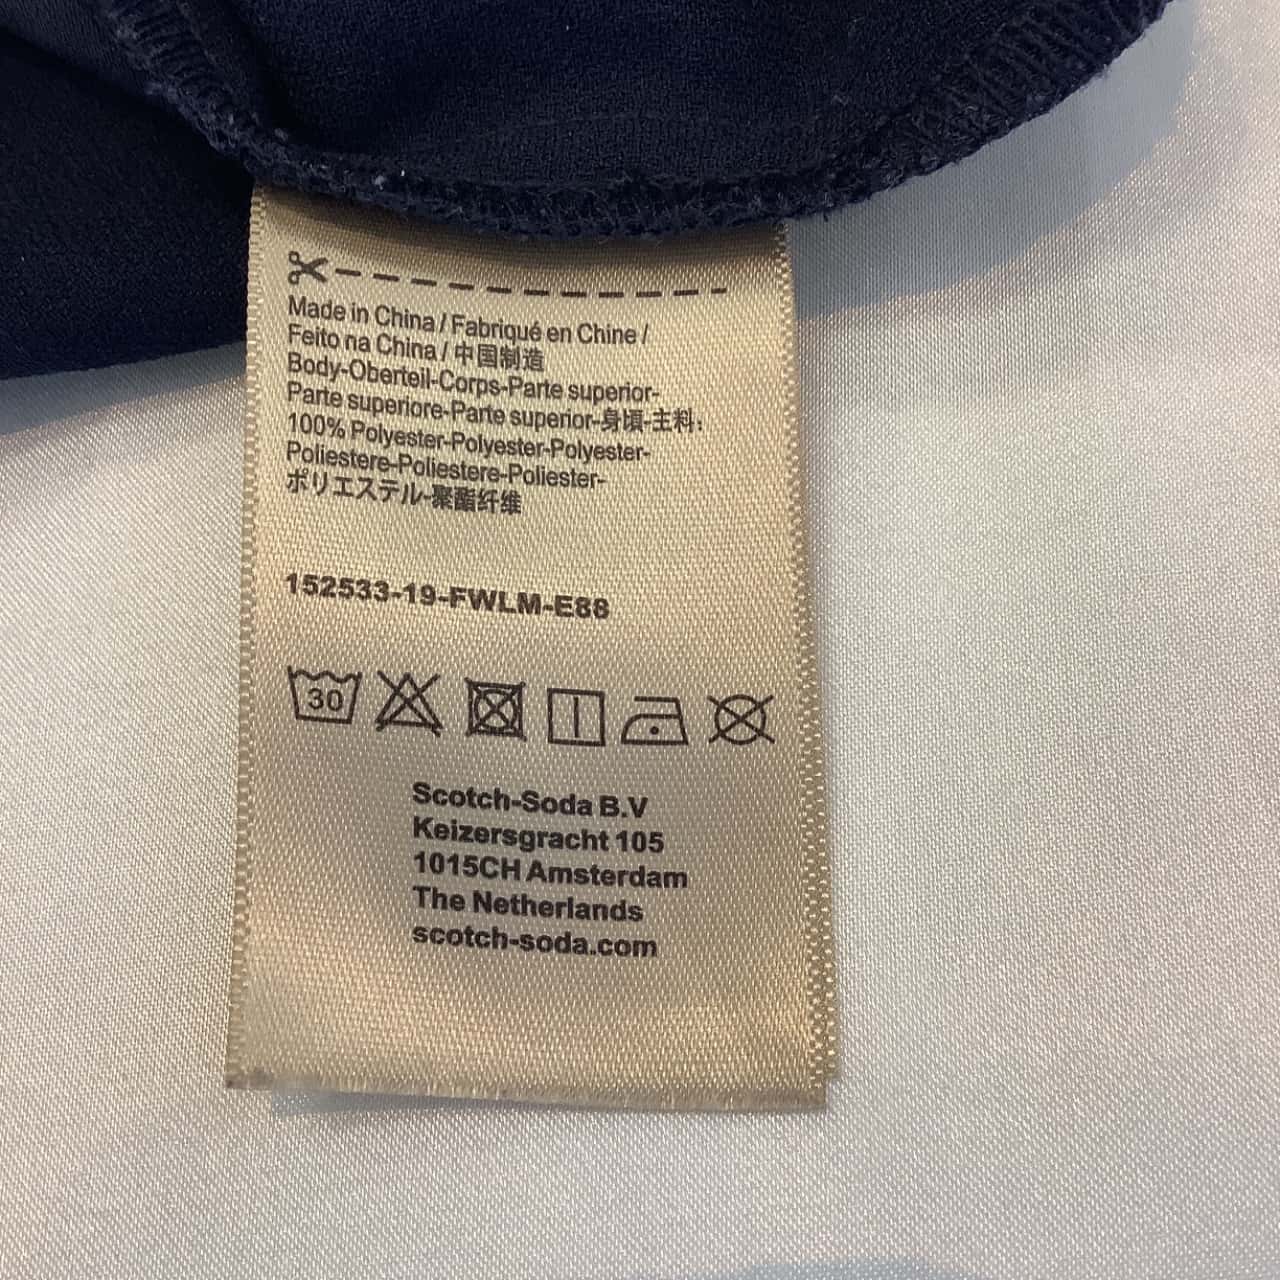 Made in China / Fabriqué en Chine /
Feito na China / 中国制造
Body-Oberteil-Corps-Parte superior-
Parte superiore-Parte superior-身頃-主料:
100% Polyester-Polyester-Polyester-
Poliestere-Poliestere-Poliester-
ポリエステル-聚酯纤维
152533-19-FWLM-E88
30
Scotch-Soda B.V
Keizersgracht 105
1015CH Amsterdam
The Netherlands
scotch-soda.com